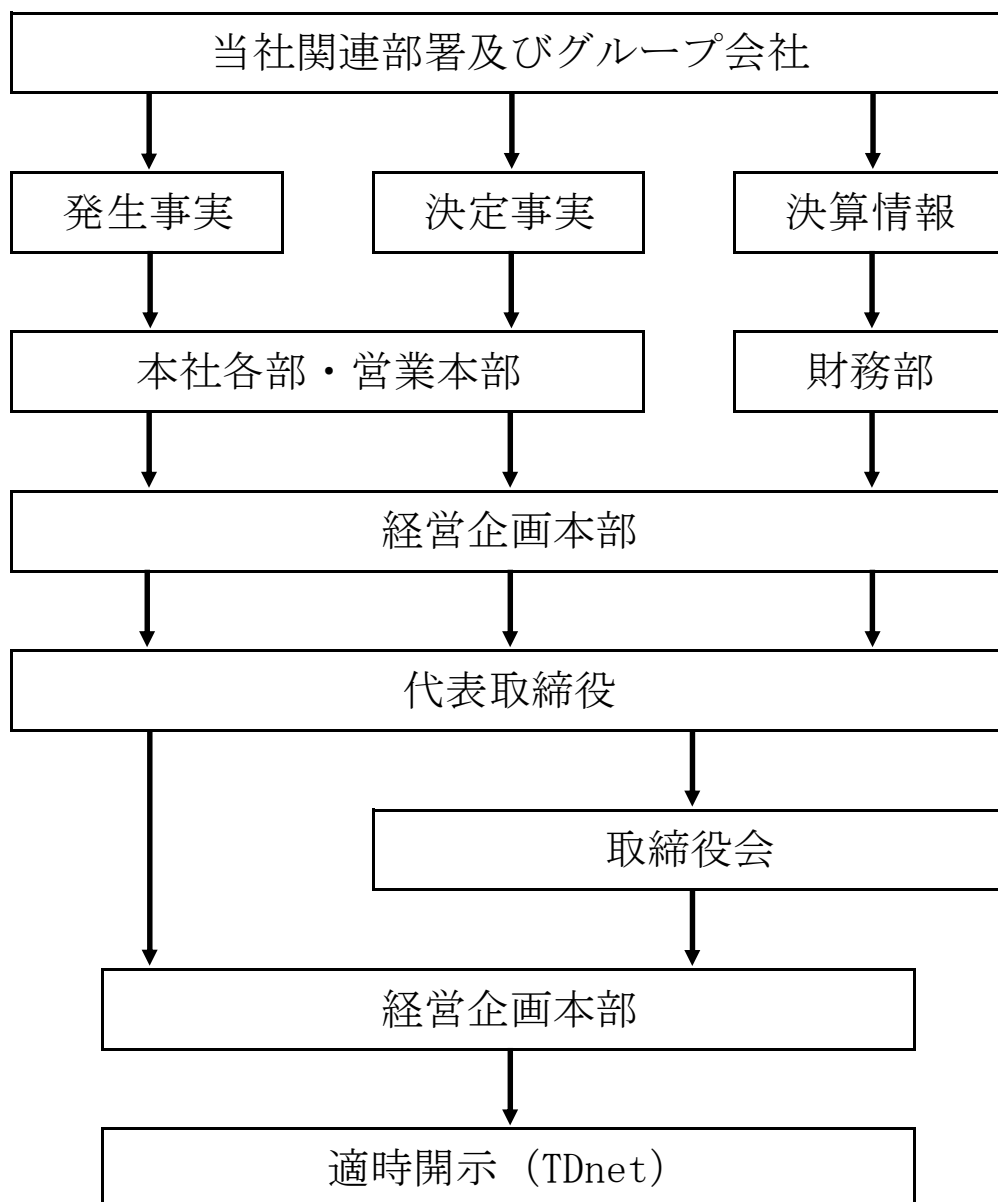 当社関連部署及びグループ会社
発生事実
決定事実
決算情報
本社各部・営業本部
財務部
経営企画本部
代表取締役
取締役会
経営企画本部
適時開示（TDnet）